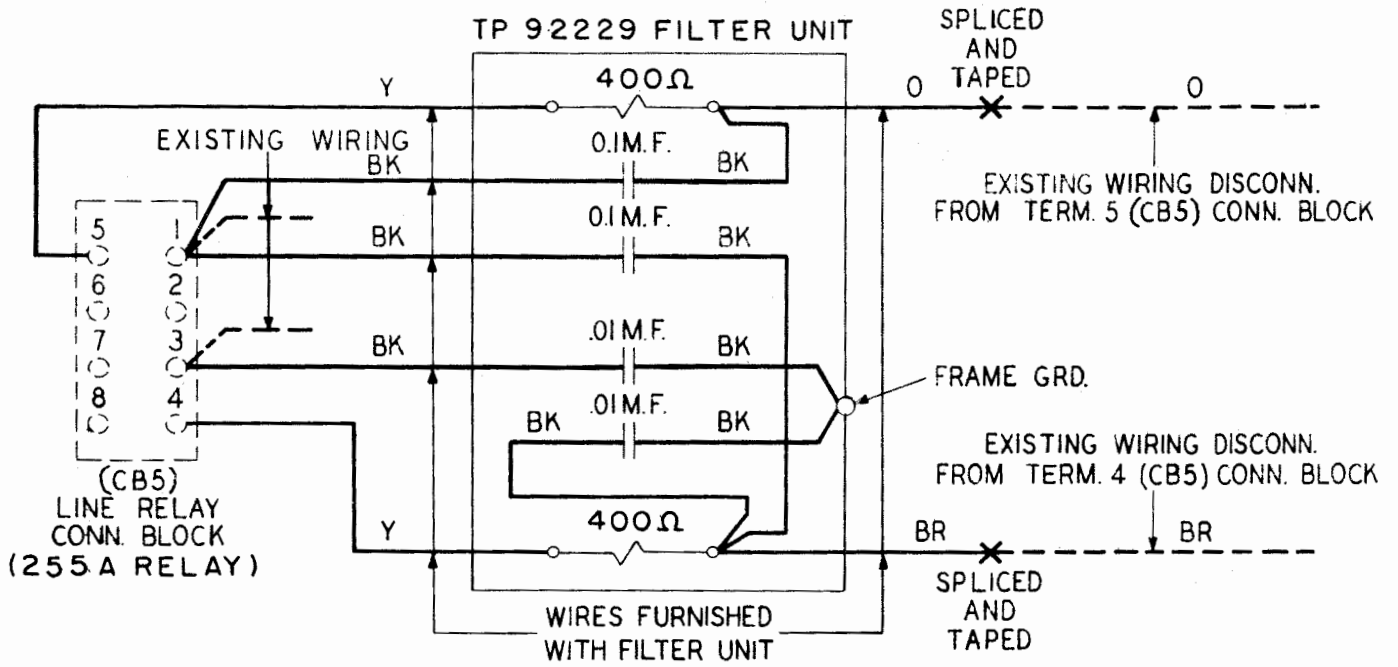 TP 92229 FILTER UNIT
SPLICED
AND
TAPED
400Ω
Y
O
O
EXISTING WIRING
0.1M.F.
BK
BK
EXISTING WIRING DISCONN.
FROM TERM. 5 (CB5) CONN. BLOCK
0.1M.F.
5
1
BK
BK
6
2
7
3
.01M.F.
BK
BK
FRAME GRD.
8
4
.01M.F.
BK
BK
EXISTING WIRING DISCONN.
FROM TERM. 4 (CB5) CONN. BLOCK
(CB5)
LINE RELAY
CONN. BLOCK
(255A RELAY)
400Ω
Y
BR
BR
SPLICED
AND
TAPED
WIRES FURNISHED
WITH FILTER UNIT